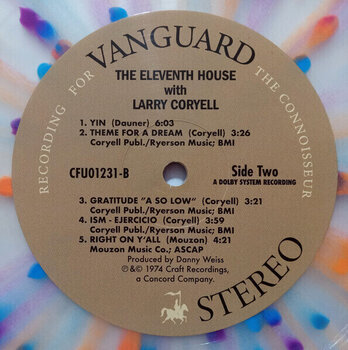 RECORDING FOR VANGUARD THE CONNOISSEUR
THE ELEVENTH HOUSE
with
LARRY CORYELL
1. YIN (Dauner) 6:03
2. THEME FOR A DREAM (Coryell) 3:26
Coryell Publ./Ryerson Music; BMI
CFU01231-B
Side Two
A DOLBY SYSTEM RECORDING
3. GRATITUDE "A SO LOW" (Coryell) 3:21
Coryell Publ./Ryerson Music; BMI
4. ISM - EJERCICIO (Coryell) 3:59
Coryell Publ./Ryerson Music; BMI
5. RIGHT ON Y'ALL (Mouzon) 4:21
Mouzon Music Co.; ASCAP
Produced by Danny Weiss
℗ &© 1974 Craft Recordings,
a Concord Company.
STEREO